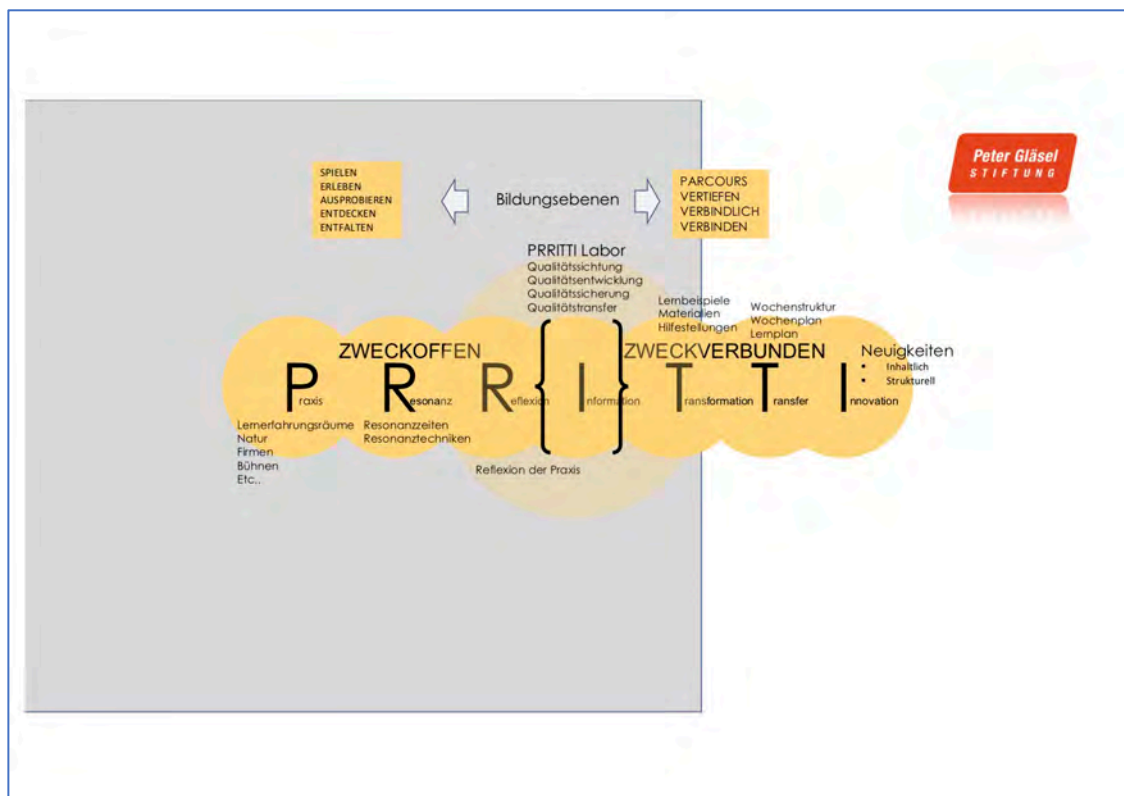 Peter Gläsel
STIFTUNG
SPIELEN
ERLEBEN
AUSPROBIEREN
ENTDECKEN
ENTFALTEN
Bildungsebenen
PARCOURS
VERTIEFEN
VERBINDLICH
VERBINDEN
PRRITTI Labor
Qualitätssichtung
Qualitätsentwicklung
Qualitätssicherung
Qualitätstransfer
Lernbeispiele
Materialien
Hilfestellungen
Wochenstruktur
Wochenplan
Lernplan
ZWECKOFFEN
ZWECKVERBUNDEN
Neuigkeiten
▪ Inhaltlich
▪ Strukturell
Praxis
Resonanz
Reflexion
{Information}
Transformation
Transfer
Innovation
Lernerfahrungsräume
Natur
Firmen
Bühnen
Etc..
Resonanzzeiten
Resonanztechniken
Reflexion der Praxis